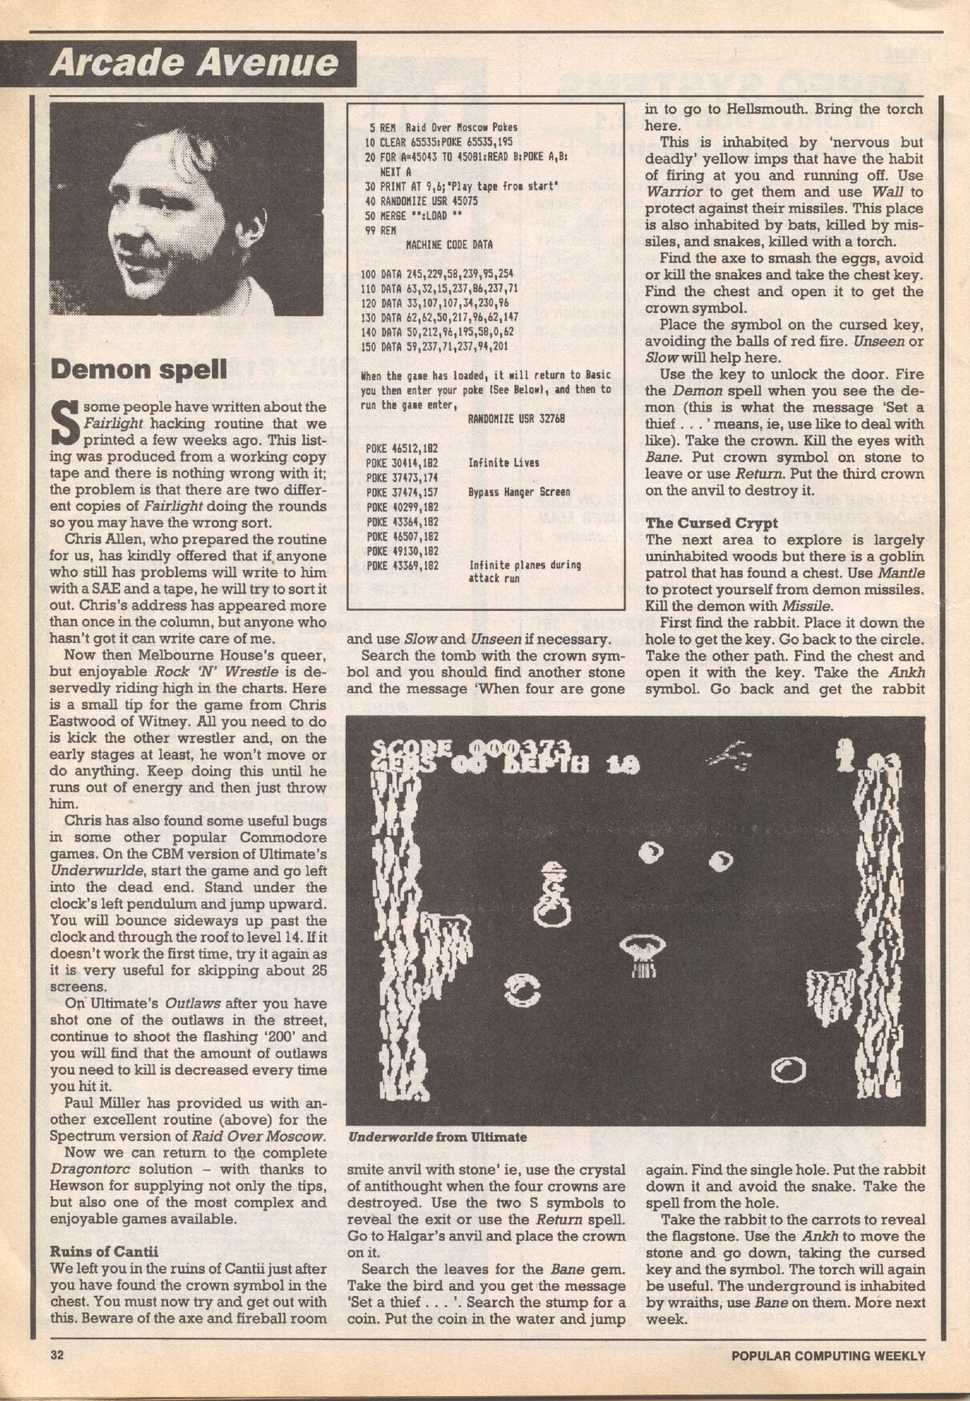 Arcade Avenue
Demon spell
Some people have written about the
Fairlight hacking routine that we
printed a few weeks ago. This list-
ing was produced from a working copy
tape and there is nothing wrong with it;
the problem is that there are two differ-
ent copies of Fairlight doing the rounds
so you may have the wrong sort.
Chris Allen, who prepared the routine
for us, has kindly offered that if anyone
who still has problems will write to him
with a SAE and a tape, he will try to sort it
out. Chris's address has appeared more
than once in the column, but anyone who
hasn't got it can write care of me.
Now then Melbourne House's queer,
but enjoyable Rock 'N' Wrestle is de-
servedly riding high in the charts. Here
is a small tip for the game from Chris
Eastwood of Witney. All you need to do
is kick the other wrestler and, on the
early stages at least, he won't move or
do anything. Keep doing this until he
runs out of energy and then just throw
him.
Chris has also found some useful bugs
in some other popular Commodore
games. On the CBM version of Ultimate's
Underwurlde, start the game and go left
into the dead end. Stand under the
clock's left pendulum and jump upward.
You will bounce sideways up past the
clock and through the roof to level 14. If it
doesn't work the first time, try it again as
it is very useful for skipping about 25
screens.
On Ultimate's Outlaws after you have
shot one of the outlaws in the street,
continue to shoot the flashing '200' and
you will find that the amount of outlaws
you need to kill is decreased every time
you hit it.
Paul Miller has provided us with an-
other excellent routine (above) for the
Spectrum version of Raid Over Moscow.
Now we can return to the complete
Dragontorc solution – with thanks to
Hewson for supplying not only the tips,
but also one of the most complex and
enjoyable games available.
Ruins of Cantii
We left you in the ruins of Cantii just after
you have found the crown symbol in the
chest. You must now try and get out with
this. Beware of the axe and fireball room
5 REM Raid Over Moscow Pokes
10 CLEAR 65535:POKE 65535,195
20 FOR A=45043 TO 45081:READ B:POKE A,B:
NEXT A
30 PRINT AT 9,6;"Play tape from start"
40 RANDOMIZE USR 45075
50 MERGE "":LOAD ""
99 REM
MACHINE CODE DATA
100 DATA 245,229,58,239,95,254
110 DATA 63,32,15,237,86,237,71
120 DATA 33,107,107,34,230,96
130 DATA 62,62,50,217,96,62,147
140 DATA 50,212,96,195,58,0,62
150 DATA 59,237,71,237,94,201
When the game has loaded, it will return to Basic
you then enter your poke (See Below), and then to
run the game enter,
RANDOMIZE USR 32768
POKE 46512,182
POKE 30414,182 Infinite Lives
POKE 37473,174
POKE 37474,157 Bypass Hanger Screen
POKE 40299,182
POKE 43364,182
POKE 46507,182
POKE 49130,182
POKE 43369,182 Infinite planes during
attack run
and use Slow and Unseen if necessary.
Search the tomb with the crown sym-
bol and you should find another stone
and the message 'When four are gone
SCORE 000373
GEMS 00 DEPTH 18
03
Underworlde from Ultimate
smite anvil with stone' ie, use the crystal
of antithought when the four crowns are
destroyed. Use the two S symbols to
reveal the exit or use the Return spell.
Go to Halgar's anvil and place the crown
on it.
Search the leaves for the Bane gem.
Take the bird and you get the message
'Set a thief . . . '. Search the stump for a
coin. Put the coin in the water and jump
in to go to Hellsmouth. Bring the torch
here.
This is inhabited by 'nervous but
deadly' yellow imps that have the habit
of firing at you and running off. Use
Warrior to get them and use Wall to
protect against their missiles. This place
is also inhabited by bats, killed by mis-
siles, and snakes, killed with a torch.
Find the axe to smash the eggs, avoid
or kill the snakes and take the chest key.
Find the chest and open it to get the
crown symbol.
Place the symbol on the cursed key,
avoiding the balls of red fire. Unseen or
Slow will help here.
Use the key to unlock the door. Fire
the Demon spell when you see the de-
mon (this is what the message 'Set a
thief . . . ' means, ie, use like to deal with
like). Take the crown. Kill the eyes with
Bane. Put crown symbol on stone to
leave or use Return. Put the third crown
on the anvil to destroy it.
The Cursed Crypt
The next area to explore is largely
uninhabited woods but there is a goblin
patrol that has found a chest. Use Mantle
to protect yourself from demon missiles.
Kill the demon with Missile.
First find the rabbit. Place it down the
hole to get the key. Go back to the circle.
Take the other path. Find the chest and
open it with the key. Take the Ankh
symbol. Go back and get the rabbit
again. Find the single hole. Put the rabbit
down it and avoid the snake. Take the
spell from the hole.
Take the rabbit to the carrots to reveal
the flagstone. Use the Ankh to move the
stone and go down, taking the cursed
key and the symbol. The torch will again
be useful. The underground is inhabited
by wraiths, use Bane on them. More next
week.
32
POPULAR COMPUTING WEEKLY